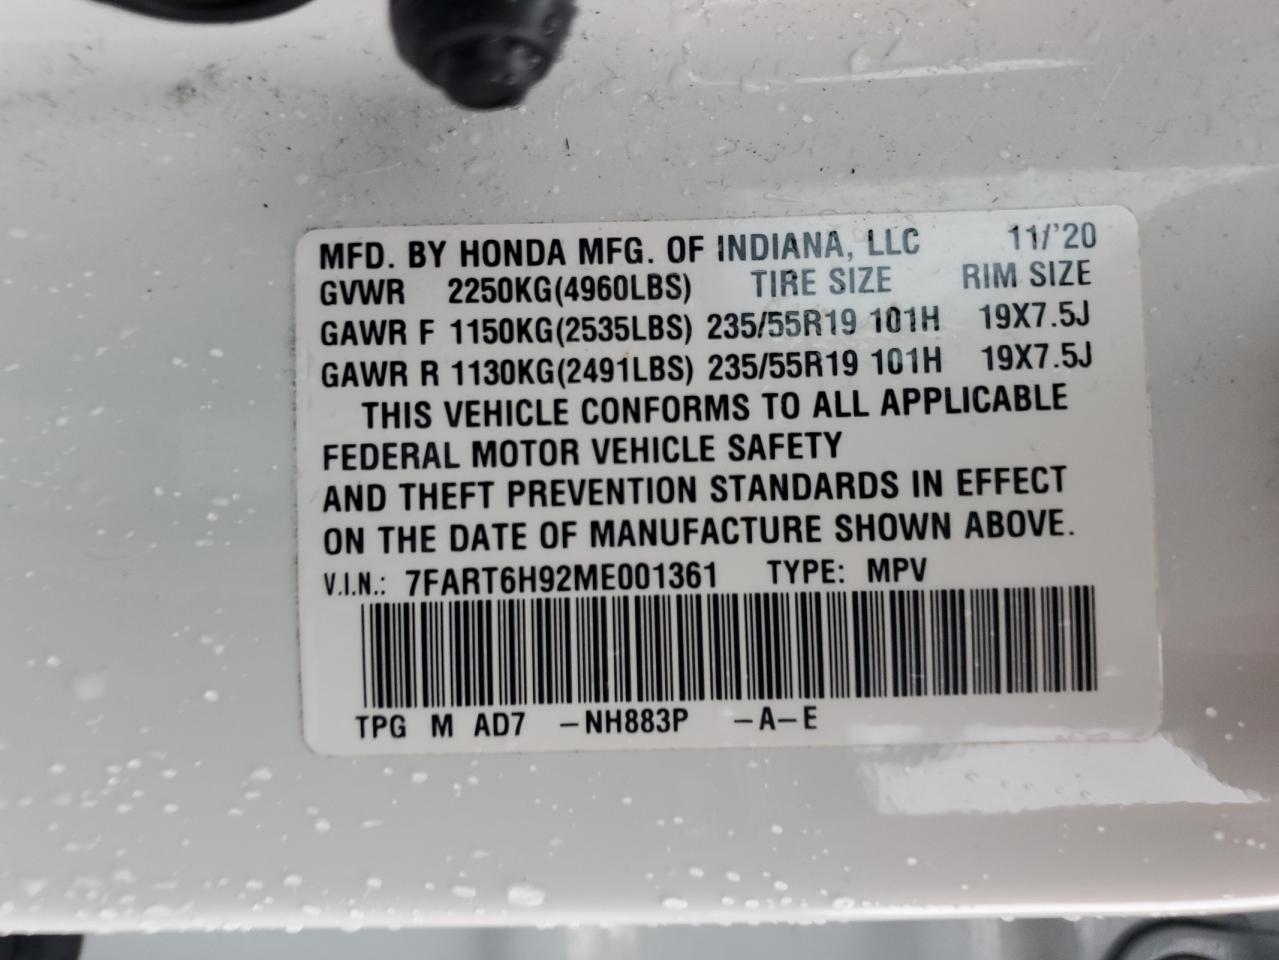 MFD. BY HONDA MFG. OF INDIANA, LLC 11/'20
GVWR 2250KG(4960LBS) TIRE SIZE RIM SIZE
GAWR F 1150KG(2535LBS) 235/55R19 101H 19X7.5J
GAWR R 1130KG(2491LBS) 235/55R19 101H 19X7.5J
THIS VEHICLE CONFORMS TO ALL APPLICABLE
FEDERAL MOTOR VEHICLE SAFETY
AND THEFT PREVENTION STANDARDS IN EFFECT
ON THE DATE OF MANUFACTURE SHOWN ABOVE.
V.I.N.: 7FART6H92ME001361 TYPE: MPV
TPG M AD7 –NH883P –A–E